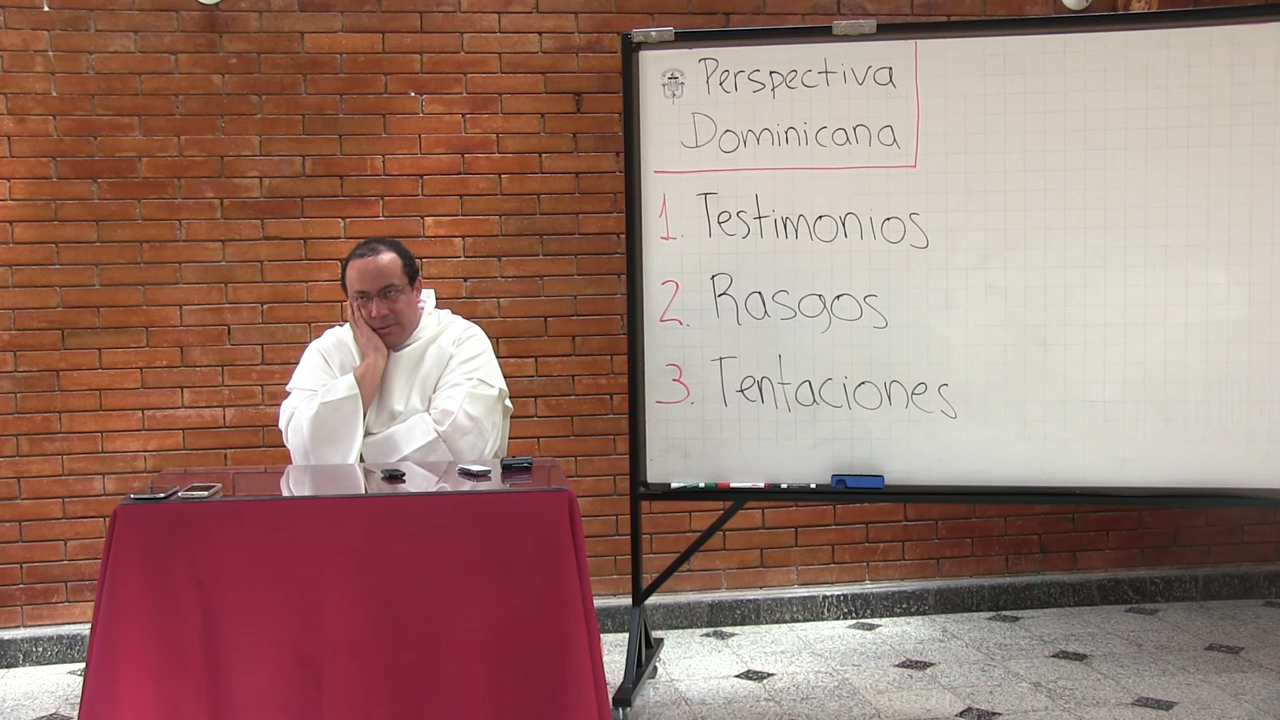 Perspectiva
Dominicana
1. Testimonios
2. Rasgos
3. Tentaciones